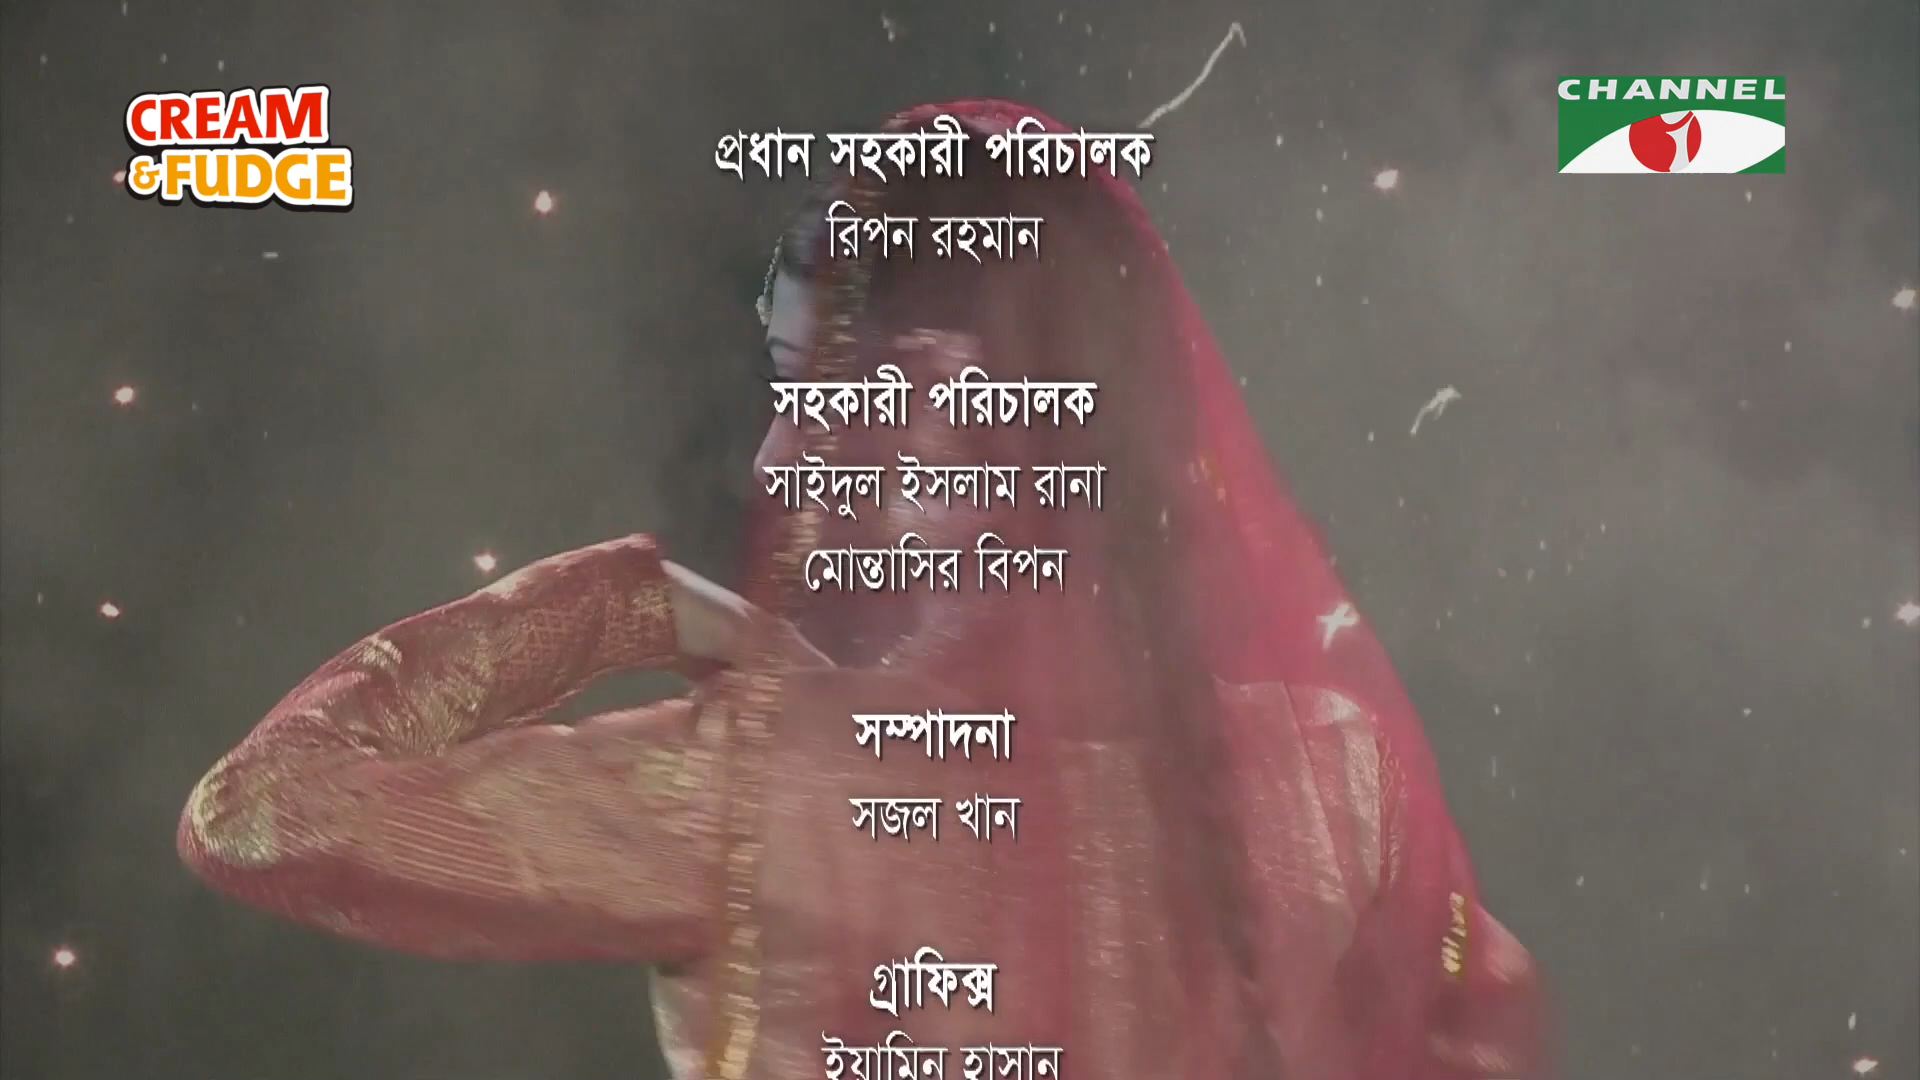 CREAM
& FUDGE
CHANNEL
i
প্রধান সহকারী পরিচালক
রিপন রহমান
সহকারী পরিচালক
সাইদুল ইসলাম রানা
মোন্তাসির বিপন
সম্পাদনা
সজল খান
গ্রাফিক্স
ইয়ামিন হাসান